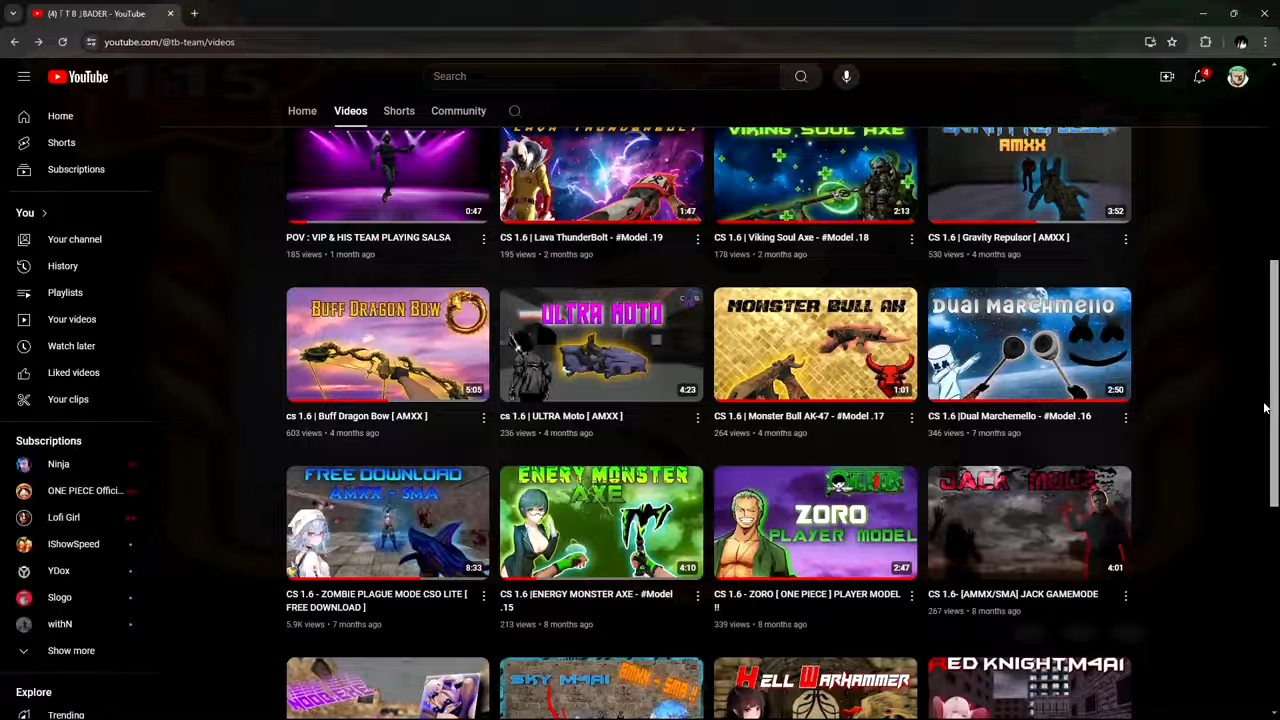 (4)「 T B 」BADER - YouTube
youtube.com/@tb-team/videos
YouTube
Search
4
Home
Videos
Shorts
Community
Home
Shorts
Subscriptions
You
Your channel
History
Playlists
Your videos
Watch later
Liked videos
Your clips
Subscriptions
Ninja
ONE PIECE Offici...
Lofi Girl
IShowSpeed
YDox
Slogo
withN
Show more
Explore
Trending
0:47
POV : VIP & HIS TEAM PLAYING SALSA
185 views • 1 month ago
LAVA THUNDERBOLT
1:47
CS 1.6 | Lava ThunderBolt - #Model .19
195 views • 2 months ago
VIKING SOUL AXE
2:13
CS 1.6 | Viking Soul Axe - #Model .18
178 views • 2 months ago
AMXX
3:52
CS 1.6 | Gravity Repulsor [ AMXX ]
530 views • 4 months ago
BUFF DRAGON BOW
5:05
cs 1.6 | Buff Dragon Bow [ AMXX ]
603 views • 4 months ago
ULTRA MOTO
4:23
cs 1.6 | ULTRA Moto [ AMXX ]
236 views • 4 months ago
MONSTER BULL AK
1:01
CS 1.6 | Monster Bull AK-47 - #Model .17
264 views • 4 months ago
DUAL MARCHMELLO
2:50
CS 1.6 |Dual Marchemello - #Model .16
346 views • 7 months ago
FREE DOWNLOAD
AMXX - SMA
8:33
CS 1.6 - ZOMBIE PLAGUE MODE CSO LITE [
FREE DOWNLOAD ]
5.9K views • 7 months ago
ENERY MONSTER
AXE
4:10
CS 1.6 |ENERGY MONSTER AXE - #Model
.15
213 views • 8 months ago
ZORO
PLAYER MODEL
2:47
CS 1.6 - ZORO [ ONE PIECE ] PLAYER MODEL
!!
339 views • 8 months ago
JACK MODE
4:01
CS 1.6- [AMMX/SMA] JACK GAMEMODE
267 views • 8 months ago
SKY M4A1
AMXX - SMA !!
HELL WARHAMMER
RED KNIGHT M4A1